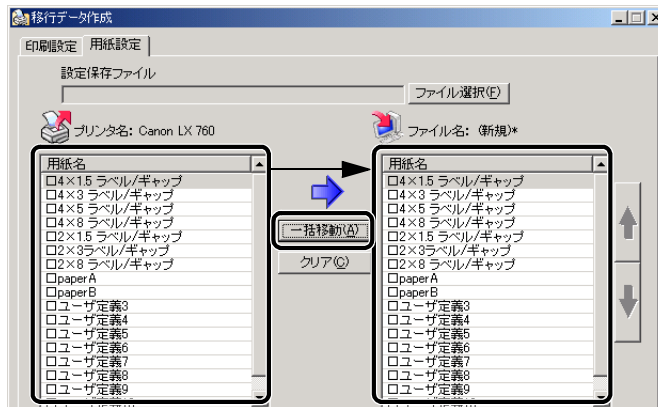 移行データ作成
印刷設定 用紙設定
設定保存ファイル
ファイル選択(F)
プリンタ名: Canon LX 760
ファイル名: (新規)*
用紙名
□4×1.5 ラベル/ギャップ
□4×3 ラベル/ギャップ
□4×5 ラベル/ギャップ
□4×8 ラベル/ギャップ
□2×1.5 ラベル/ギャップ
□2×3ラベル/ギャップ
□2×8 ラベル/ギャップ
□paperA
□paperB
□ユーザ定義3
□ユーザ定義4
□ユーザ定義5
□ユーザ定義6
□ユーザ定義7
□ユーザ定義8
□ユーザ定義9
一括移動(A)
クリア(C)
用紙名
□4×1.5 ラベル/ギャップ
□4×3 ラベル/ギャップ
□4×5 ラベル/ギャップ
□4×8 ラベル/ギャップ
□2×1.5 ラベル/ギャップ
□2×3ラベル/ギャップ
□2×8 ラベル/ギャップ
□paperA
□paperB
□ユーザ定義3
□ユーザ定義4
□ユーザ定義5
□ユーザ定義6
□ユーザ定義7
□ユーザ定義8
□ユーザ定義9